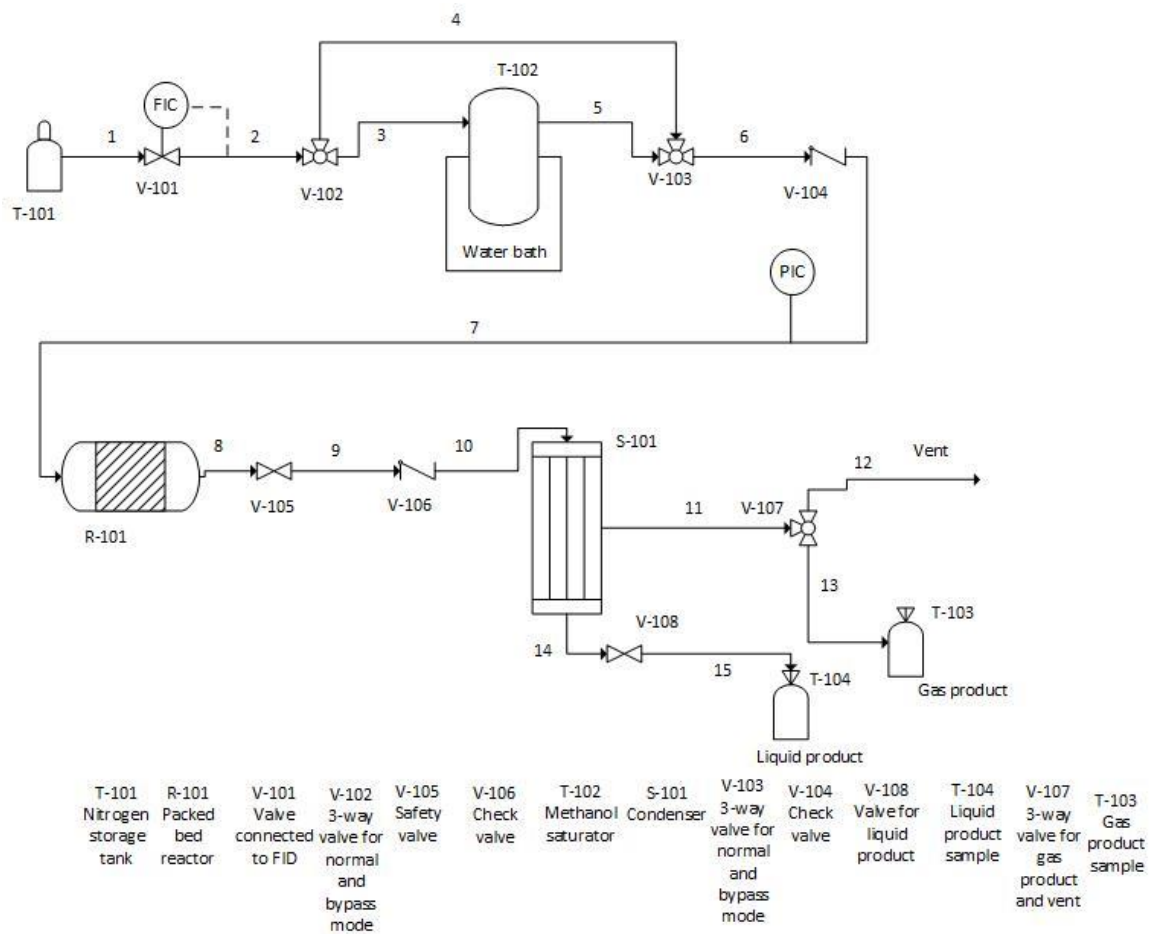 4
T-102
FIC
1
2
3
5
6
V-101
V-102
V-103
V-104
T-101
Water bath
PIC
7
8
9
10
S-101
12
Vent
V-105
V-106
11
V-107
R-101
13
V-108
T-103
14
15
T-104
Gas product
Liquid product
T-101
Nitrogen
storage
tank
R-101
Packed
bed
reactor
V-101
Valve
connected
to FID
V-102
3-way
valve for
normal
and
bypass
mode
V-105
Safety
valve
V-106
Check
valve
T-102
Methanol
saturator
S-101
Condenser
V-103
3-way
valve for
normal
and
bypass
mode
V-104
Check
valve
V-108
Valve for
liquid
product
T-104
Liquid
product
sample
V-107
3-way
valve for
gas
product
and vent
T-103
Gas
product
sample